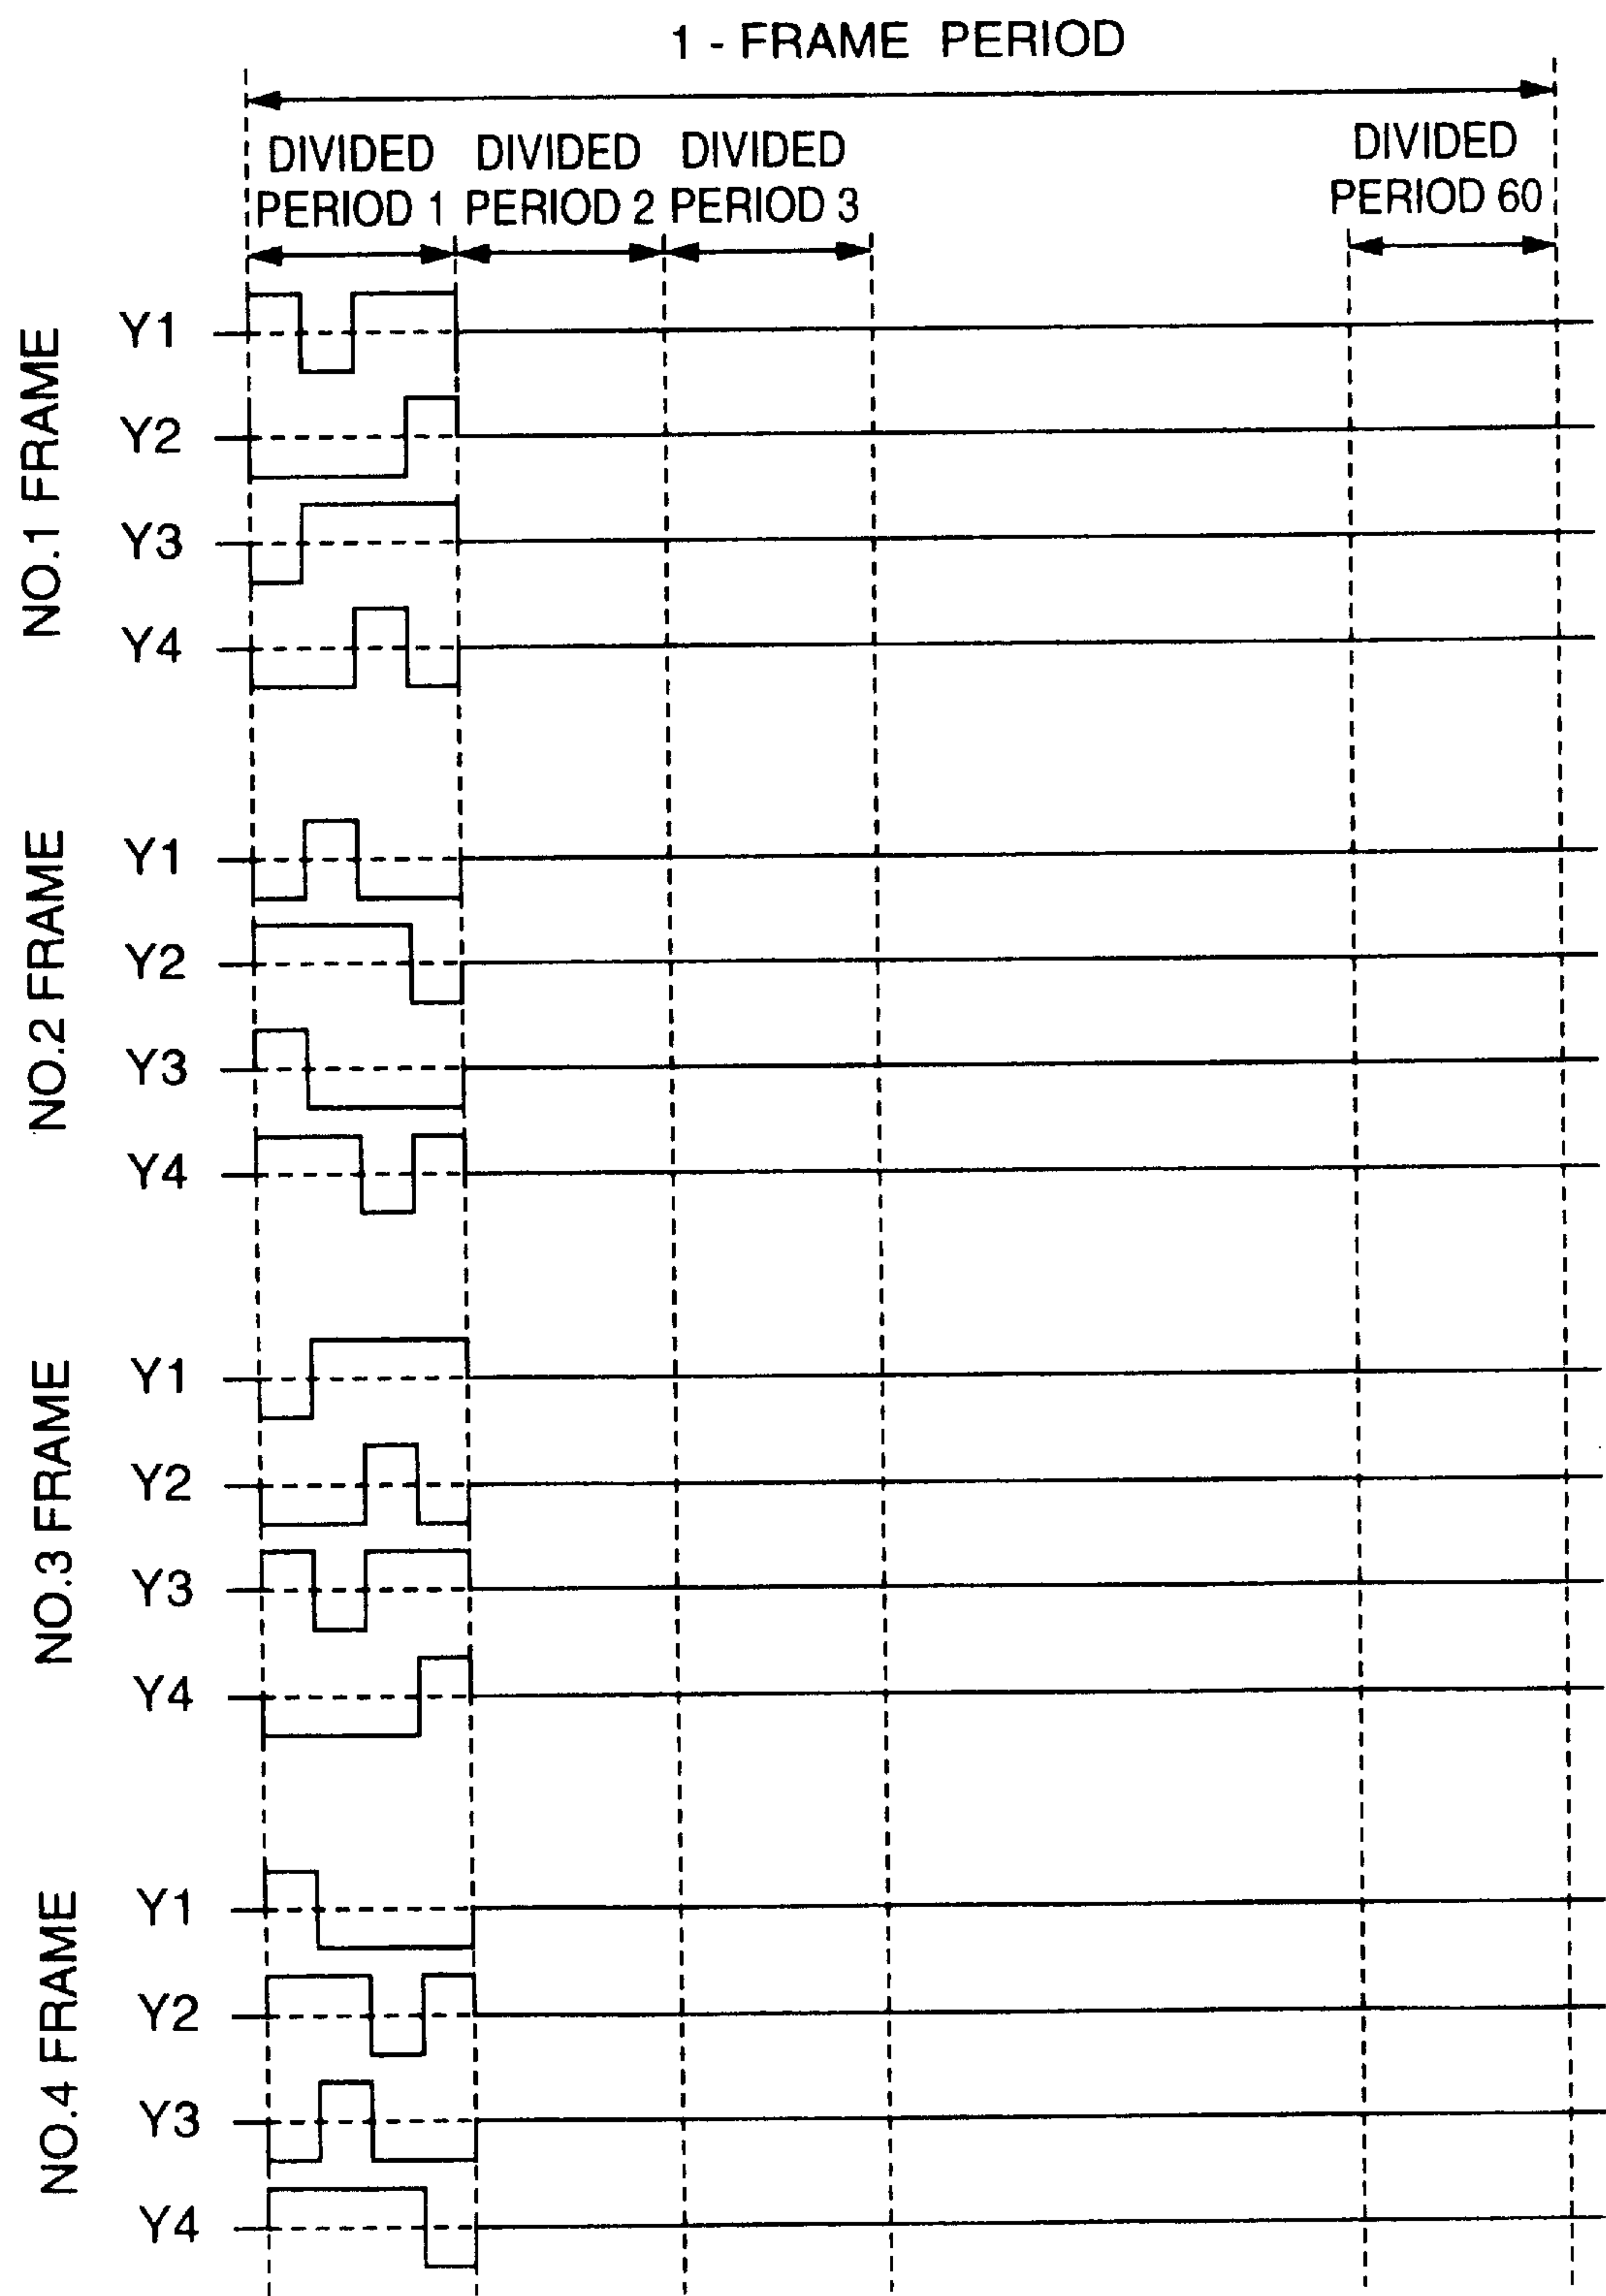 1 - FRAME PERIOD
DIVIDED PERIOD 1
DIVIDED PERIOD 2
DIVIDED PERIOD 3
DIVIDED PERIOD 60
NO.1 FRAME
Y1
Y2
Y3
Y4
NO.2 FRAME
Y1
Y2
Y3
Y4
NO.3 FRAME
Y1
Y2
Y3
Y4
NO.4 FRAME
Y1
Y2
Y3
Y4